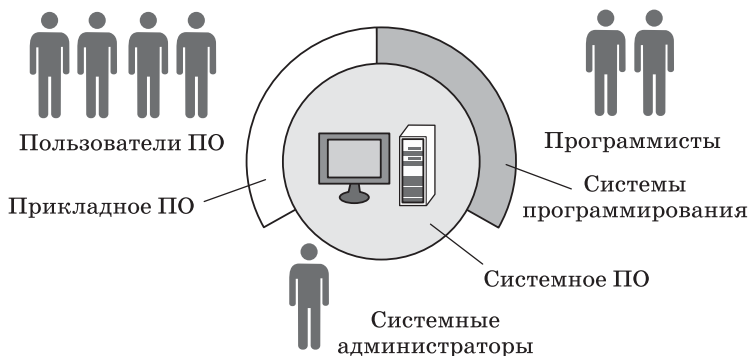 Пользователи ПО
Программисты
Прикладное ПО
Системы
программирования
Системное ПО
Системные
администраторы